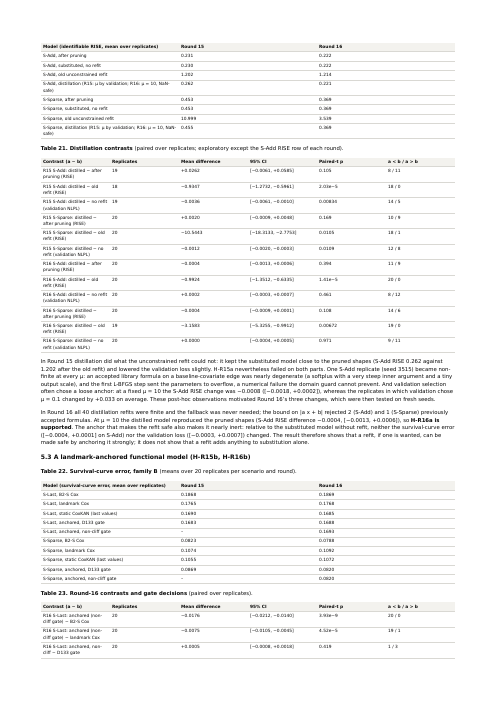 Model (identifiable RISE, mean over replicates) Round 15 Round 16
S-Add, after pruning 0.231 0.222
S-Add, substituted, no refit 0.230 0.222
S-Add, old unconstrained refit 1.202 1.214
S-Add, distillation (R15: μ by validation; R16: μ = 10, NaN-safe) 0.262 0.221
S-Sparse, after pruning 0.453 0.369
S-Sparse, substituted, no refit 0.453 0.369
S-Sparse, old unconstrained refit 10.999 3.539
S-Sparse, distillation (R15: μ by validation; R16: μ = 10, NaN-safe) 0.455 0.369
Table 21. Distillation contrasts (paired over replicates; exploratory except the S-Add RISE row of each round).
Contrast (a − b) Replicates Mean difference 95% CI Paired-t p a < b / a > b
R15 S-Add: distilled − after pruning (RISE) 19 +0.0262 [−0.0061, +0.0585] 0.105 8 / 11
R15 S-Add: distilled − old refit (RISE) 18 −0.9347 [−1.2732, −0.5961] 2.03e−5 18 / 0
R15 S-Add: distilled − no refit (validation NLPL) 19 −0.0036 [−0.0061, −0.0010] 0.00834 14 / 5
R15 S-Sparse: distilled − after pruning (RISE) 20 +0.0020 [−0.0009, +0.0048] 0.169 10 / 9
R15 S-Sparse: distilled − old refit (RISE) 20 −10.5443 [−18.3133, −2.7753] 0.0105 18 / 1
R15 S-Sparse: distilled − no refit (validation NLPL) 20 −0.0012 [−0.0020, −0.0003] 0.0109 12 / 8
R16 S-Add: distilled − after pruning (RISE) 20 −0.0004 [−0.0013, +0.0006] 0.394 11 / 9
R16 S-Add: distilled − old refit (RISE) 20 −0.9924 [−1.3512, −0.6335] 1.41e−5 20 / 0
R16 S-Add: distilled − no refit (validation NLPL) 20 +0.0002 [−0.0003, +0.0007] 0.461 8 / 12
R16 S-Sparse: distilled − after pruning (RISE) 20 −0.0004 [−0.0009, +0.0001] 0.108 14 / 6
R16 S-Sparse: distilled − old refit (RISE) 19 −3.1583 [−5.3255, −0.9912] 0.00672 19 / 0
R16 S-Sparse: distilled − no refit (validation NLPL) 20 +0.0000 [−0.0004, +0.0005] 0.971 9 / 11
In Round 15 distillation did what the unconstrained refit could not: it kept the substituted model close to the pruned shapes (S-Add RISE 0.262 against
1.202 after the old refit) and lowered the validation loss slightly. H-R15a nevertheless failed on both parts. One S-Add replicate (seed 3515) became non-
finite at every μ: an accepted library formula on a baseline-covariate edge was nearly degenerate (a softplus with a very steep inner argument and a tiny
output scale), and the first L-BFGS step sent the parameters to overflow, a numerical failure the domain guard cannot prevent. And validation selection
often chose a loose anchor: at a fixed μ = 10 the S-Add RISE change was −0.0008 ([−0.0018, +0.0002]), whereas the replicates in which validation chose
μ = 0.1 changed by +0.033 on average. These post-hoc observations motivated Round 16's three changes, which were then tested on fresh seeds.
In Round 16 all 40 distillation refits were finite and the fallback was never needed; the bound on |a x + b| rejected 2 (S-Add) and 1 (S-Sparse) previously
accepted formulas. At μ = 10 the distilled model reproduced the pruned shapes (S-Add RISE difference −0.0004, [−0.0013, +0.0006]), so H-R16a is
supported. The anchor that makes the refit safe also makes it nearly inert: relative to the substituted model without refit, neither the survival-curve error
([−0.0004, +0.0001] on S-Add) nor the validation loss ([−0.0003, +0.0007]) changed. The result therefore shows that a refit, if one is wanted, can be
made safe by anchoring it strongly; it does not show that a refit adds anything to substitution alone.
5.3 A landmark-anchored functional model (H-R15b, H-R16b)
Table 22. Survival-curve error, family B (means over 20 replicates per scenario and round).
Model (survival-curve error, mean over replicates) Round 15 Round 16
S-Last, B2-S Cox 0.1868 0.1869
S-Last, landmark Cox 0.1765 0.1768
S-Last, static CoxKAN (last values) 0.1690 0.1685
S-Last, anchored, D133 gate 0.1683 0.1688
S-Last, anchored, non-cliff gate – 0.1693
S-Sparse, B2-S Cox 0.0823 0.0788
S-Sparse, landmark Cox 0.1074 0.1092
S-Sparse, static CoxKAN (last values) 0.1055 0.1072
S-Sparse, anchored, D133 gate 0.0869 0.0820
S-Sparse, anchored, non-cliff gate – 0.0820
Table 23. Round-16 contrasts and gate decisions (paired over replicates).
Contrast (a − b) Replicates Mean difference 95% CI Paired-t p a < b / a > b
R16 S-Last: anchored (non-cliff gate) − B2-S Cox 20 −0.0176 [−0.0212, −0.0140] 3.93e−9 20 / 0
R16 S-Last: anchored (non-cliff gate) − landmark Cox 20 −0.0075 [−0.0105, −0.0045] 4.52e−5 19 / 1
R16 S-Last: anchored, non-cliff − D133 gate 20 +0.0005 [−0.0008, +0.0018] 0.419 1 / 3